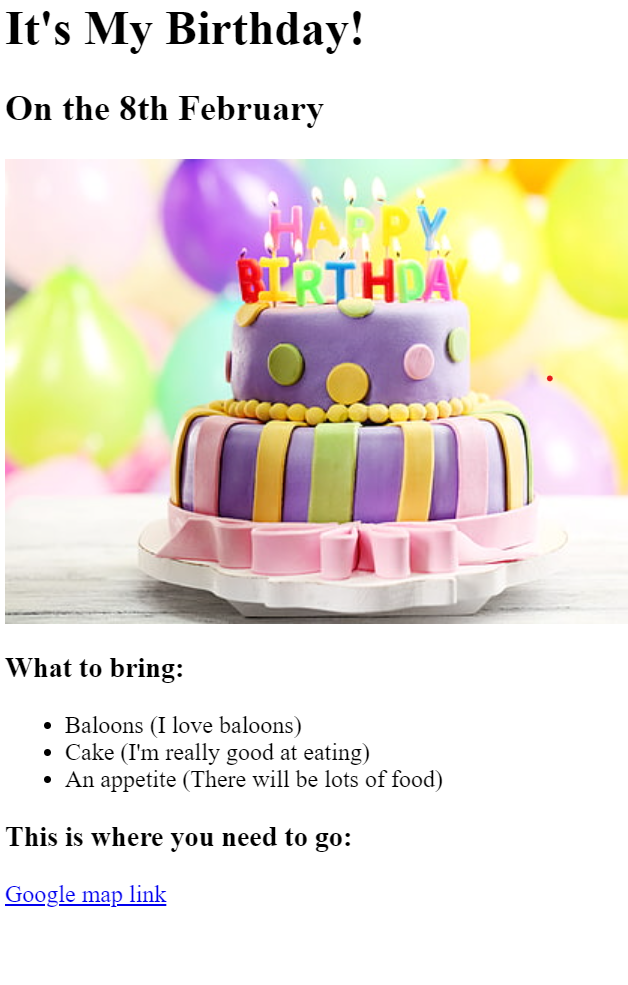 It's My Birthday!
On the 8th February
HAPPY
BIRTHDAY
What to bring:
Baloons (I love baloons)
Cake (I'm really good at eating)
An appetite (There will be lots of food)
This is where you need to go:
Google map link